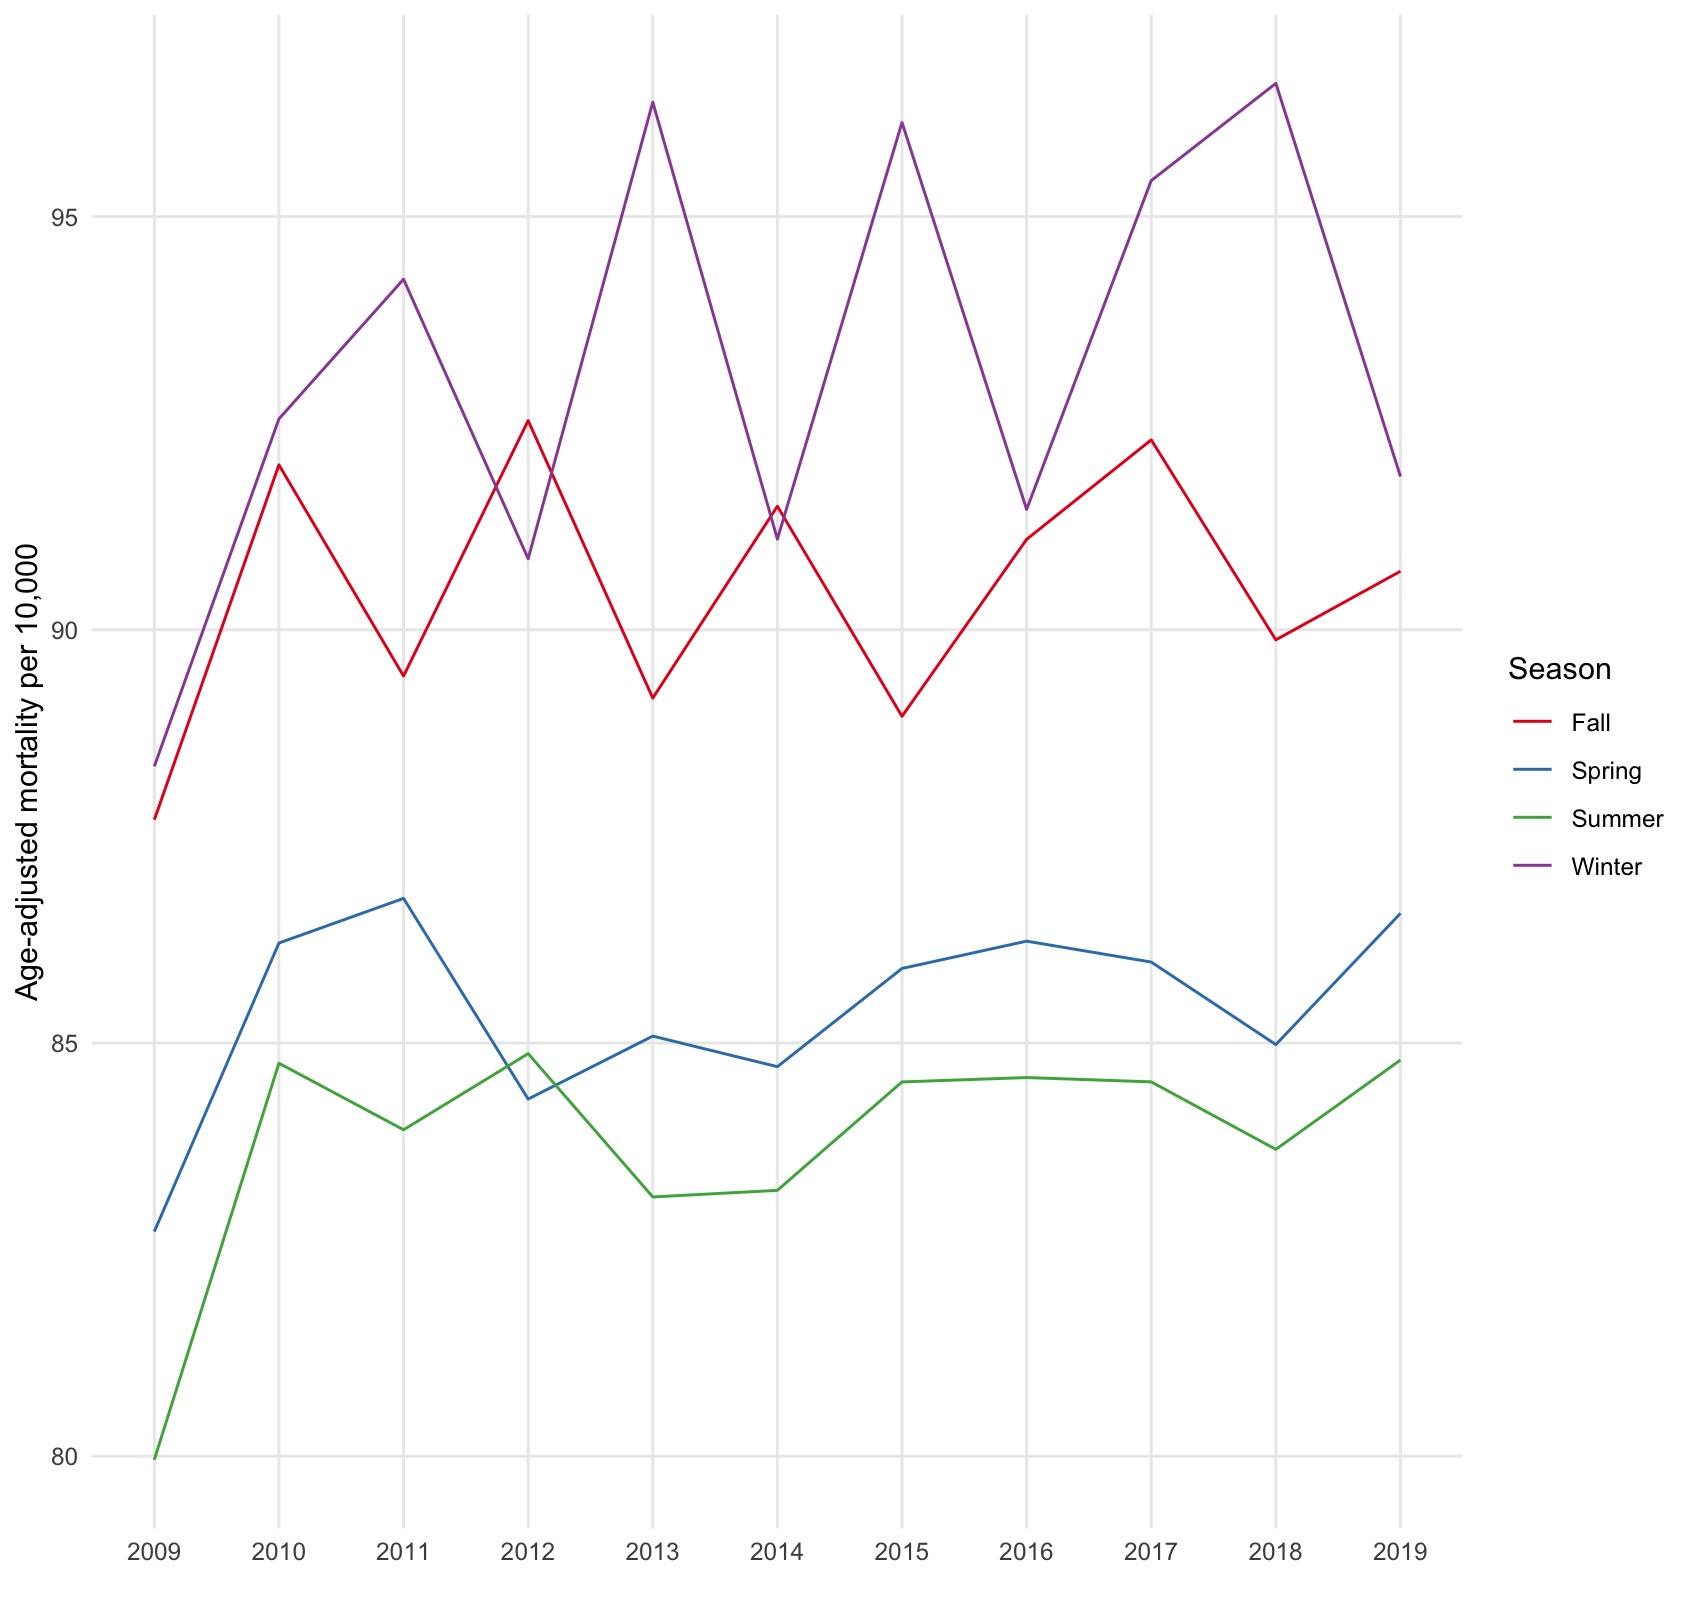 Age-adjusted mortality per 10,000
95
90
85
80
2009 2010 2011 2012 2013 2014 2015 2016 2017 2018 2019
Season
Fall
Spring
Summer
Winter